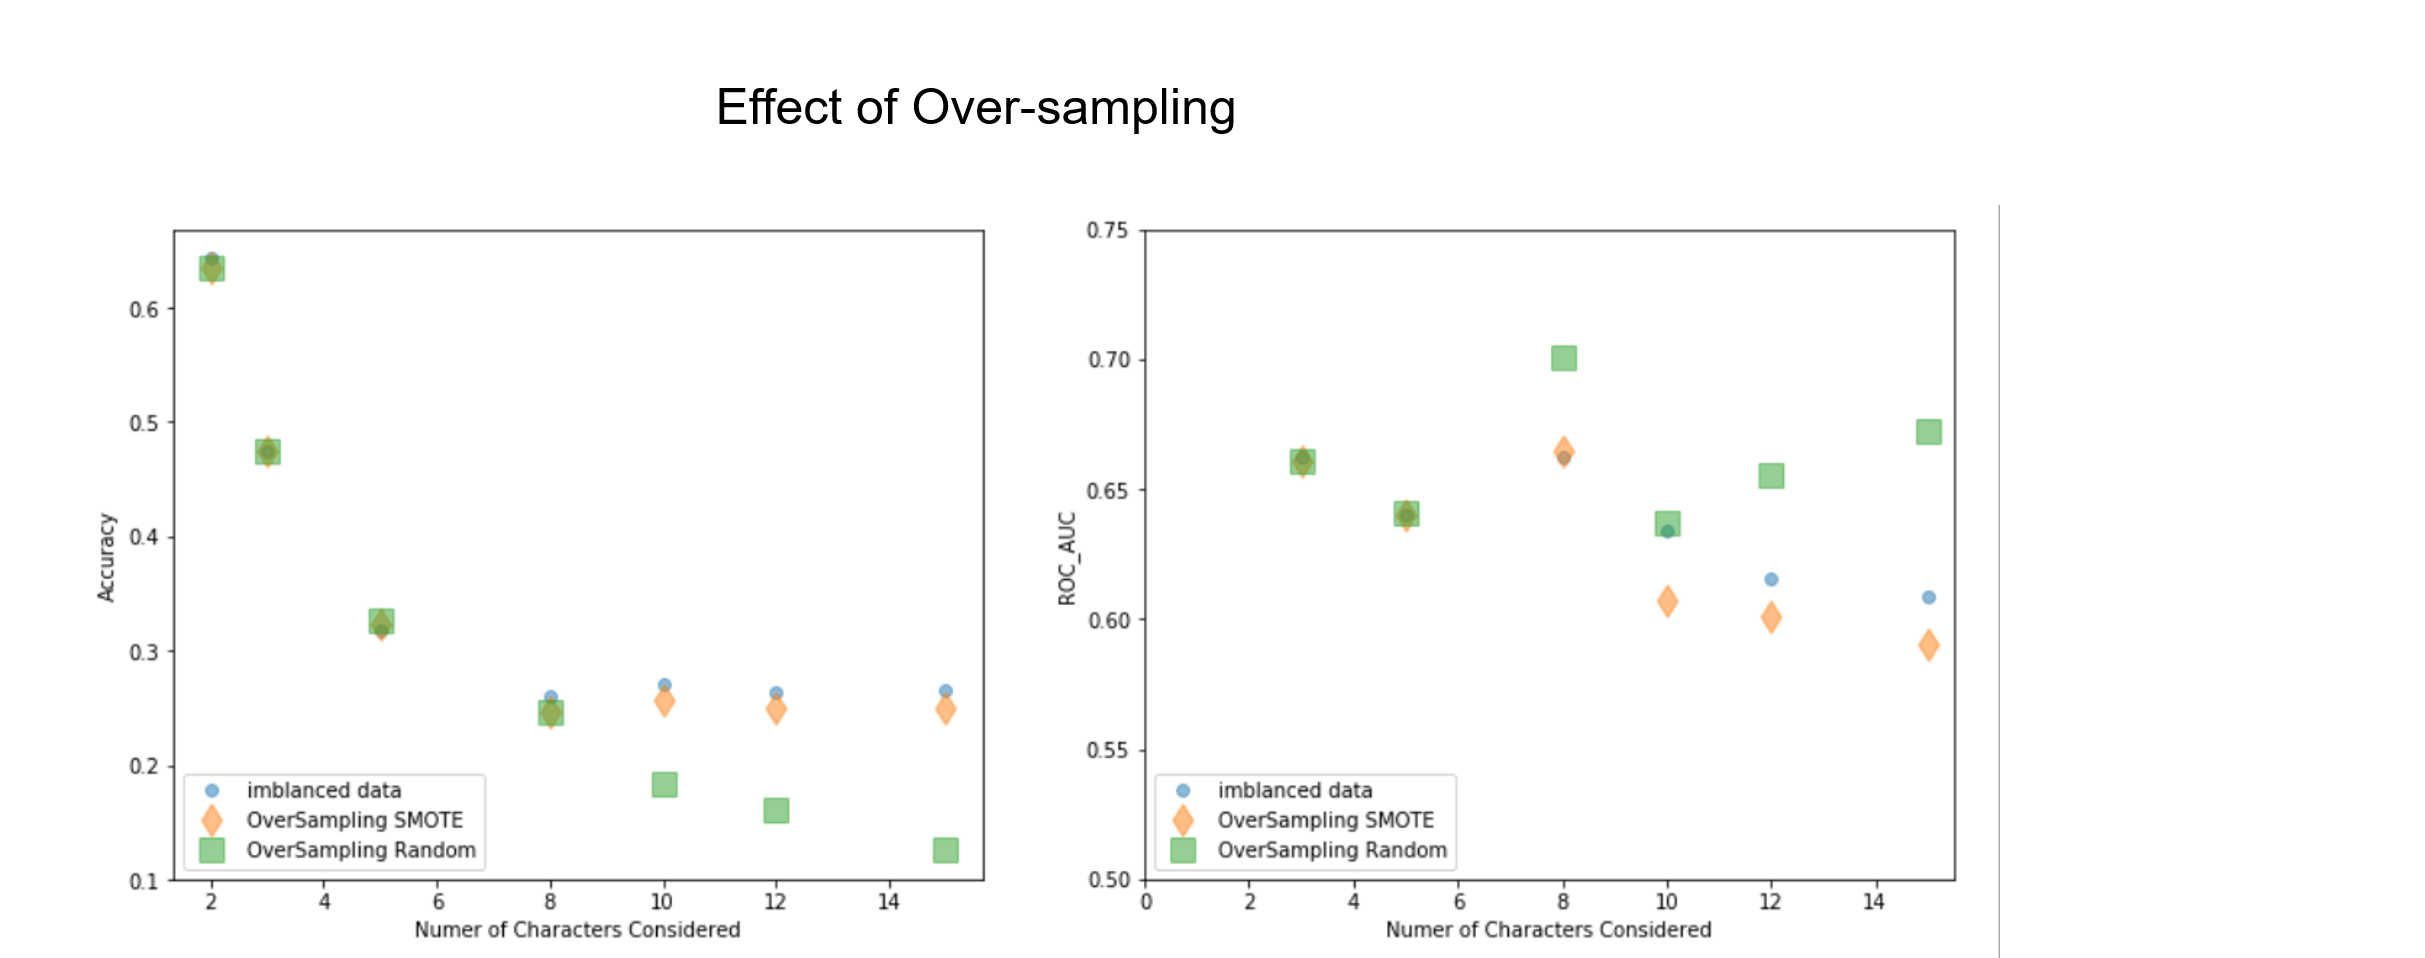 Effect of Over-sampling
0.6
0.5
0.4
0.3
0.2
0.1
Accuracy
imblanced data
OverSampling SMOTE
OverSampling Random
2 4 6 8 10 12 14
Numer of Characters Considered
0.75
0.70
0.65
0.60
0.55
0.50
ROC_AUC
imblanced data
OverSampling SMOTE
OverSampling Random
0 2 4 6 8 10 12 14
Numer of Characters Considered